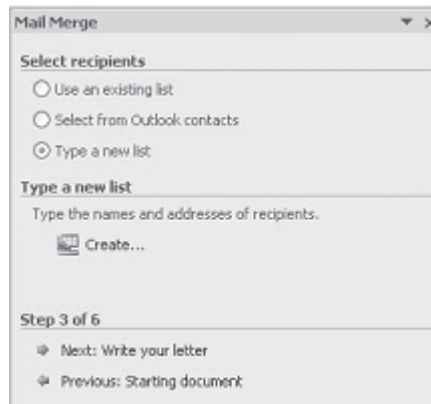 Mail Merge
Select recipients
Use an existing list
Select from Outlook contacts
Type a new list
Type a new list
Type the names and addresses of recipients.
Create...
Step 3 of 6
Next: Write your letter
Previous: Starting document